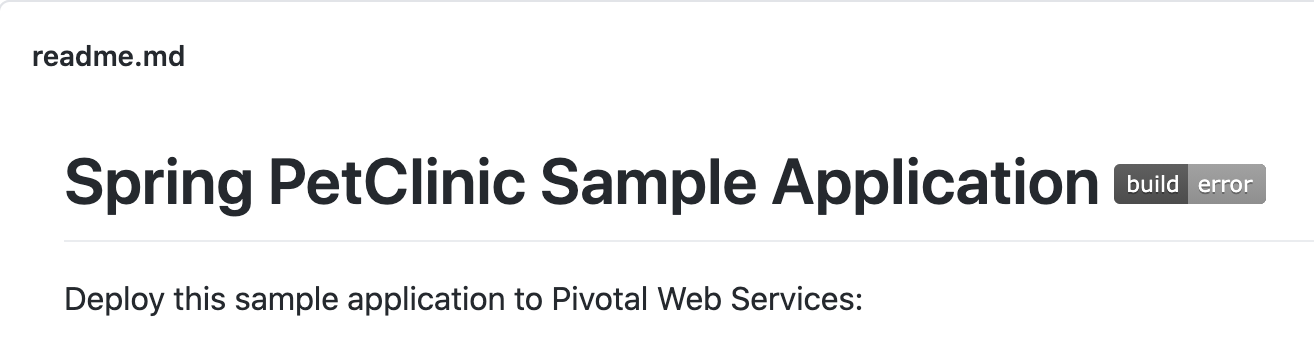 readme.md
Spring PetClinic Sample Application build error
Deploy this sample application to Pivotal Web Services: